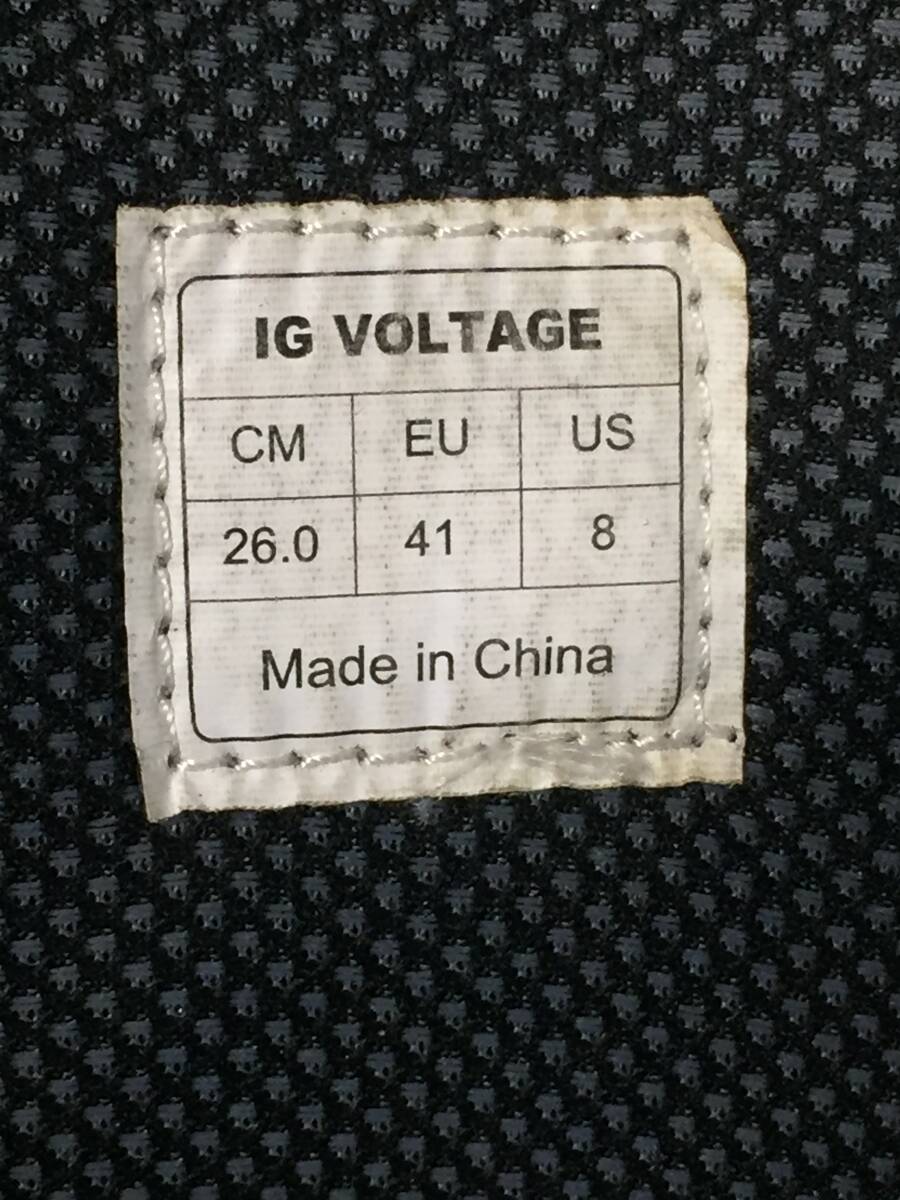 IG VOLTAGE
CM EU US
26.0 41 8
Made in China